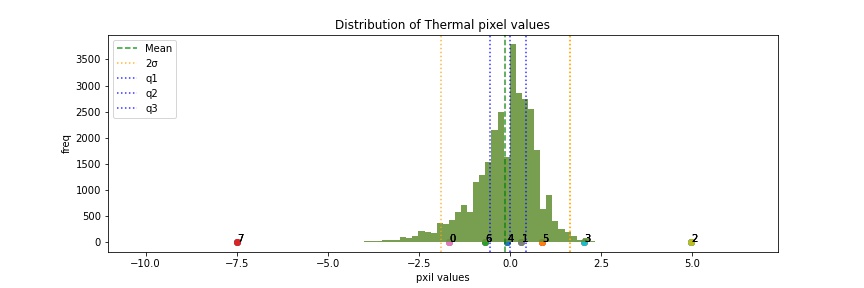 Distribution of Thermal pixel values
Mean
2σ
q1
q2
q3
freq
3500
3000
2500
2000
1500
1000
500
0
7 0 6 4 1 5 3 2
−10.0 −7.5 −5.0 −2.5 0.0 2.5 5.0
pxil values